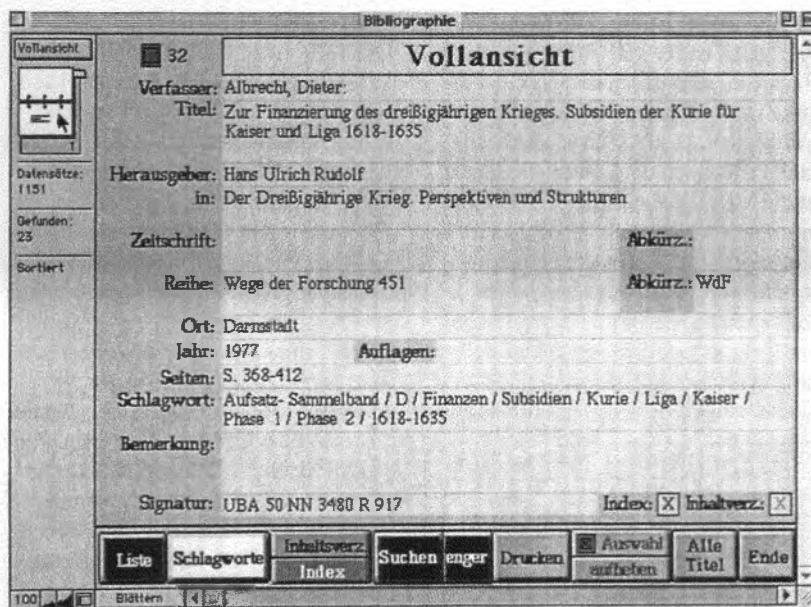 Bibliographie
Vollansicht
1
Datensätze:
1151
Gefunden:
23
Sortiert
32
Vollansicht
Verfasser: Albrecht, Dieter:
Titel: Zur Finanzierung des dreißigjährigen Krieges. Subsidien der Kurie für
Kaiser und Liga 1618-1635
Herausgeber: Hans Ulrich Rudolf
in: Der Dreißigjährige Krieg. Perspektiven und Strukturen
Zeitschrift: Abkürz.:
Reihe: Wege der Forschung 451 Abkürz.: WdF
Ort: Darmstadt
Jahr: 1977 Auflagen:
Seiten: S. 368-412
Schlagwort: Aufsatz- Sammelband / D / Finanzen / Subsidien / Kurie / Liga / Kaiser /
Phase 1 / Phase 2 / 1618-1635
Bemerkung:
Signatur: UBA 50 NN 3480 R 917 Index: X Inhaltverz.: X
Liste Schlagworte Inhaltsverz Index Suchen enger Drucken Auswahl aufheben Alle Titel Ende
100 Blättern